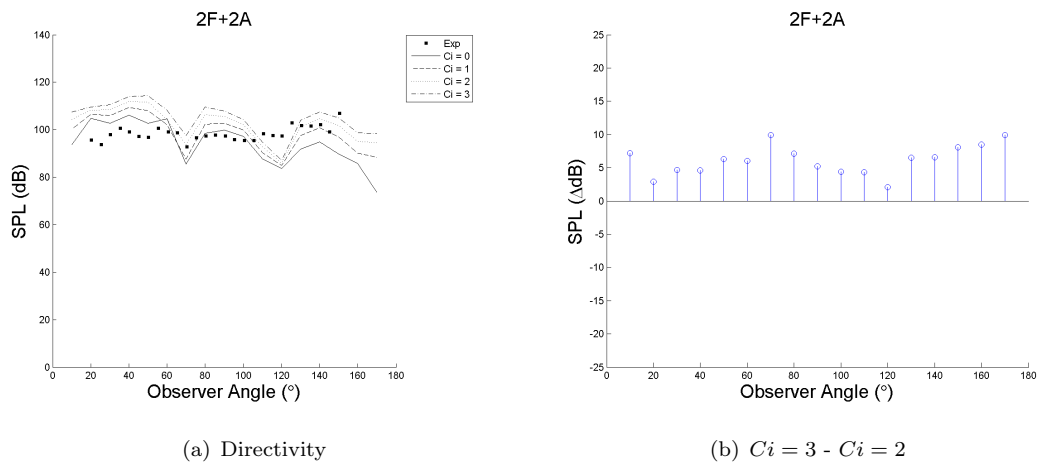 2F+2A
SPL (dB)
140
120
100
80
60
40
20
0
0 20 40 60 80 100 120 140 160 180
Observer Angle (°)
Exp
Ci = 0
Ci = 1
Ci = 2
Ci = 3
(a) Directivity
2F+2A
SPL (ΔdB)
25
20
15
10
5
0
-5
-10
-15
-20
-25
0 20 40 60 80 100 120 140 160 180
Observer Angle (°)
(b) Ci = 3 - Ci = 2